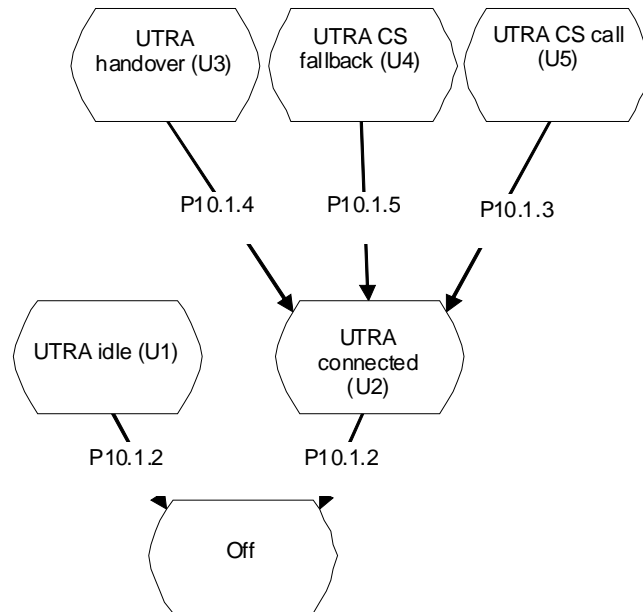 UTRA
handover (U3)
UTRA CS
fallback (U4)
UTRA CS call
(U5)
P10.1.4
P10.1.5
P10.1.3
UTRA idle (U1)
UTRA
connected
(U2)
P10.1.2
P10.1.2
Off